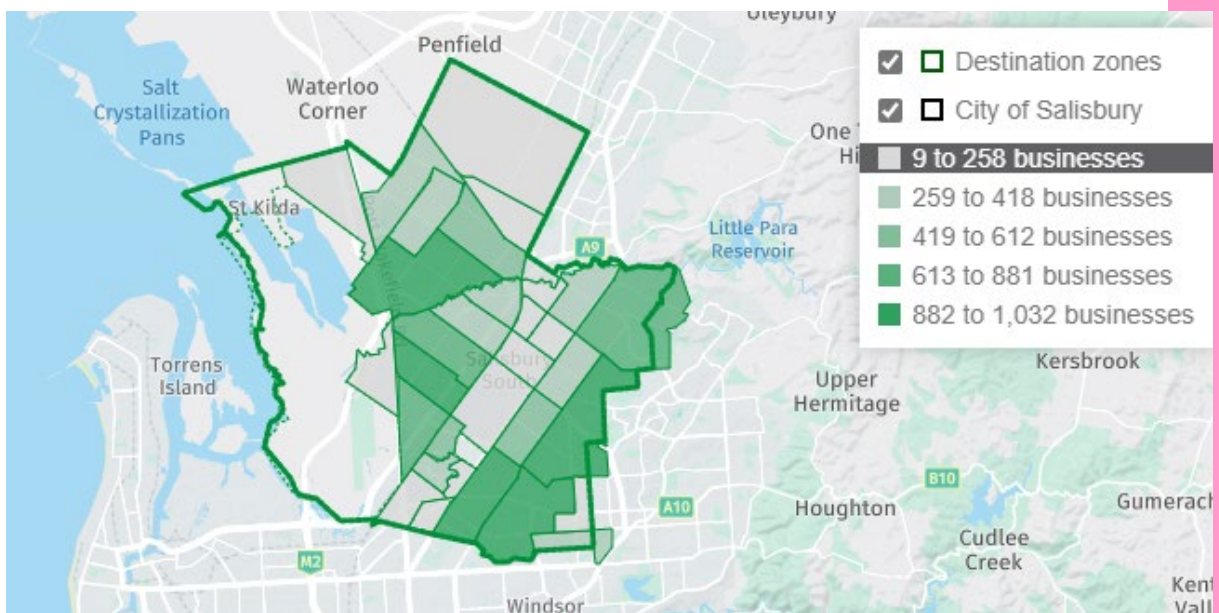 Uleybury
Penfield
Salt
Crystallization
Pans
Waterloo
Corner
One
Hi
St Kilda
A9
Little Para
Reservoir
Salisbury
South
Torrens
Island
Upper
Hermitage
Kersbrook
B10
A10
Houghton
Gumerach
Cudlee
Creek
M2
Windsor
Kent
Vall
Destination zones
City of Salisbury
9 to 258 businesses
259 to 418 businesses
419 to 612 businesses
613 to 881 businesses
882 to 1,032 businesses